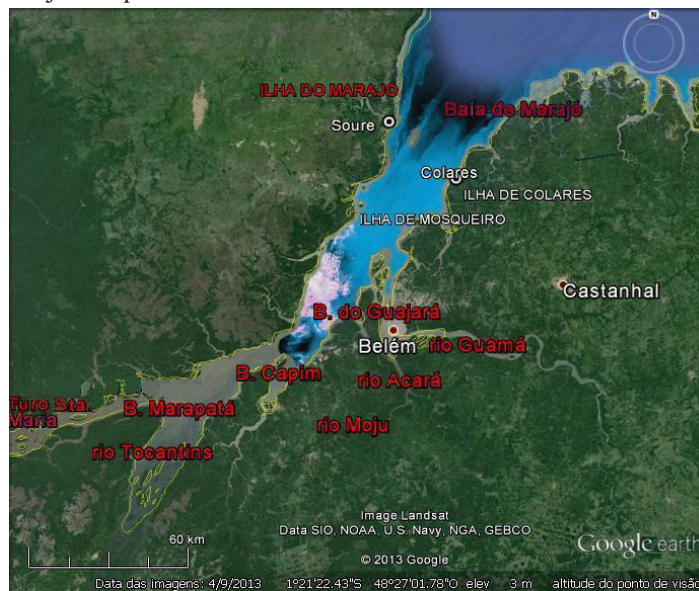 N
ILHA DO MARAJÓ
Baia de Marajó
Soure
Colares
ILHA DE COLARES
ILHA DE MOSQUEIRO
Castanhal
B. do Guajará
Belém
rio Guamá
B. Capim
rio Acará
Furo Sta.
Maria
B. Marapatá
rio Moju
rio Tocantins
Image Landsat
Data SIO, NOAA, U.S. Navy, NGA, GEBCO
60 km
Google earth
© 2013 Google
Data das imagens: 4/9/2013 1°21'22.43"S 48°27'01.78"O elev 3 m altitude do ponto de visão